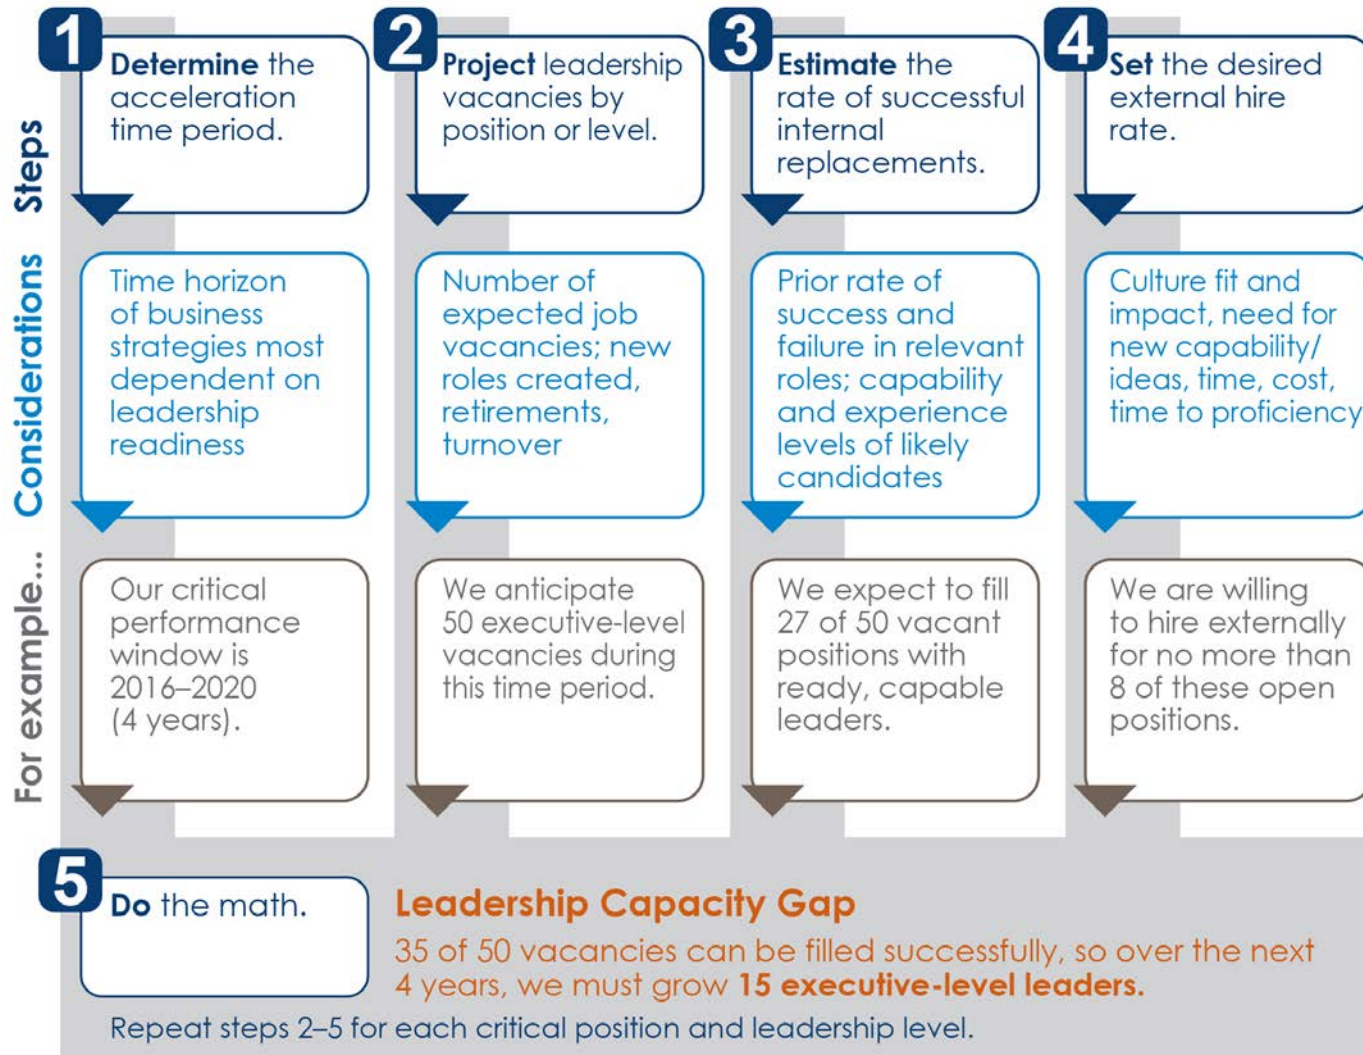 1
Determine the
acceleration
time period.
2
Project leadership
vacancies by
position or level.
3
Estimate the
rate of successful
internal
replacements.
4
Set the desired
external hire
rate.
Steps
Time horizon
of business
strategies most
dependent on
leadership
readiness
Number of
expected job
vacancies; new
roles created,
retirements,
turnover
Prior rate of
success and
failure in relevant
roles; capability
and experience
levels of likely
candidates
Culture fit and
impact, need for
new capability/
ideas, time, cost,
time to proficiency
Considerations
Our critical
performance
window is
2016–2020
(4 years).
We anticipate
50 executive-level
vacancies during
this time period.
We expect to fill
27 of 50 vacant
positions with
ready, capable
leaders.
We are willing
to hire externally
for no more than
8 of these open
positions.
For example...
5
Do the math.
Leadership Capacity Gap
35 of 50 vacancies can be filled successfully, so over the next
4 years, we must grow 15 executive-level leaders.
Repeat steps 2–5 for each critical position and leadership level.